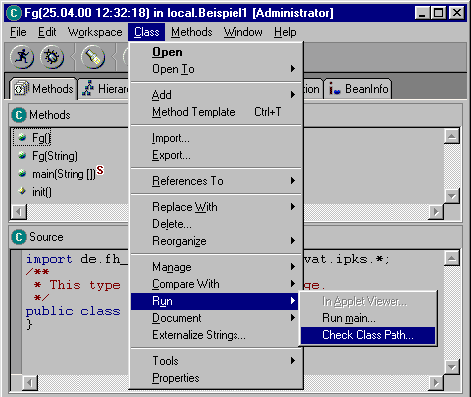 Fg(25.04.00 12:32:18) in local.Beispiel1 [Administrator]
File Edit Workspace Class Methods Window Help
Methods Hierar tion BeanInfo
Open
Open To
Add
Method Template Ctrl+T
Import...
Export...
References To
Replace With
Delete...
Reorganize
Manage
Compare With
Run
Document
Externalize Strings...
Tools
Properties
In Applet Viewer...
Run main...
Check Class Path...
Methods
Fg()
Fg(String)
main(String []) S
init()
Source
import de.fh_ vat.ipks.*;
/**
* This type ge.
*/
public class
}